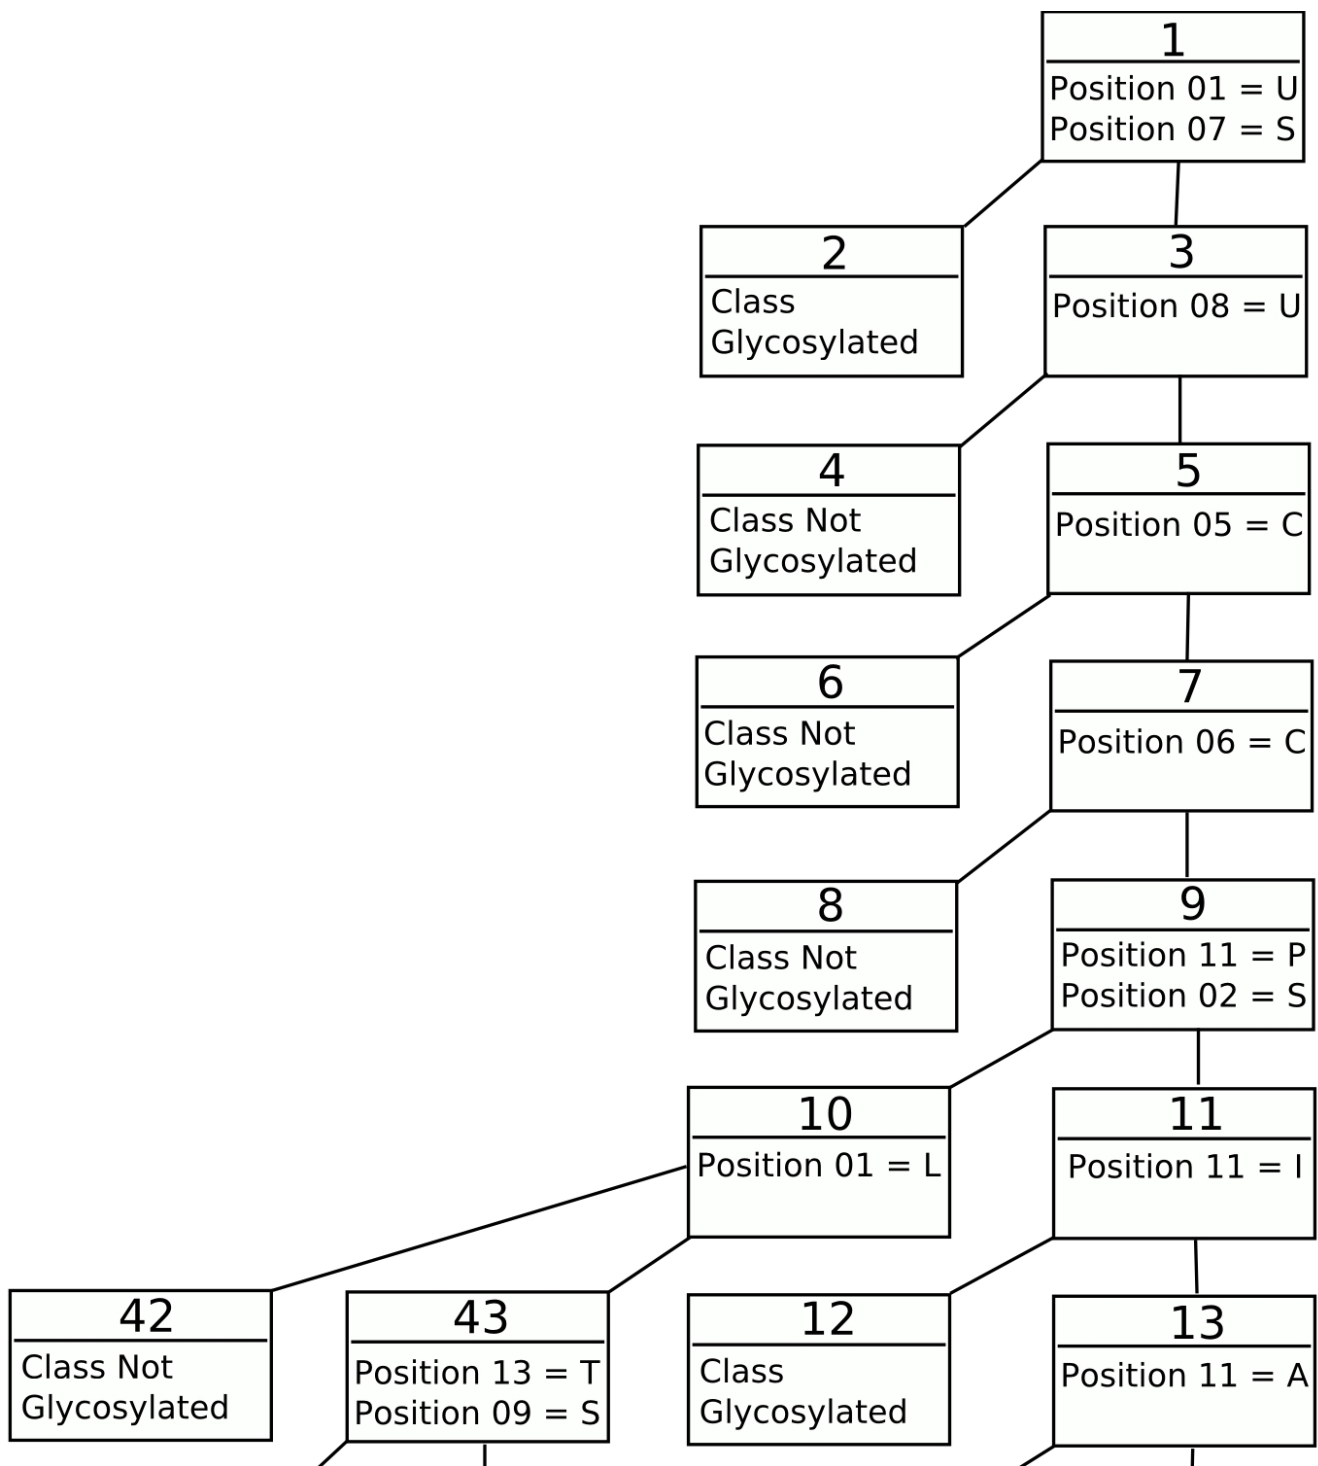 1
Position 01 = U
Position 07 = S
2
Class
Glycosylated
3
Position 08 = U
4
Class Not
Glycosylated
5
Position 05 = C
6
Class Not
Glycosylated
7
Position 06 = C
8
Class Not
Glycosylated
9
Position 11 = P
Position 02 = S
10
Position 01 = L
11
Position 11 = I
42
Class Not
Glycosylated
43
Position 13 = T
Position 09 = S
12
Class
Glycosylated
13
Position 11 = A